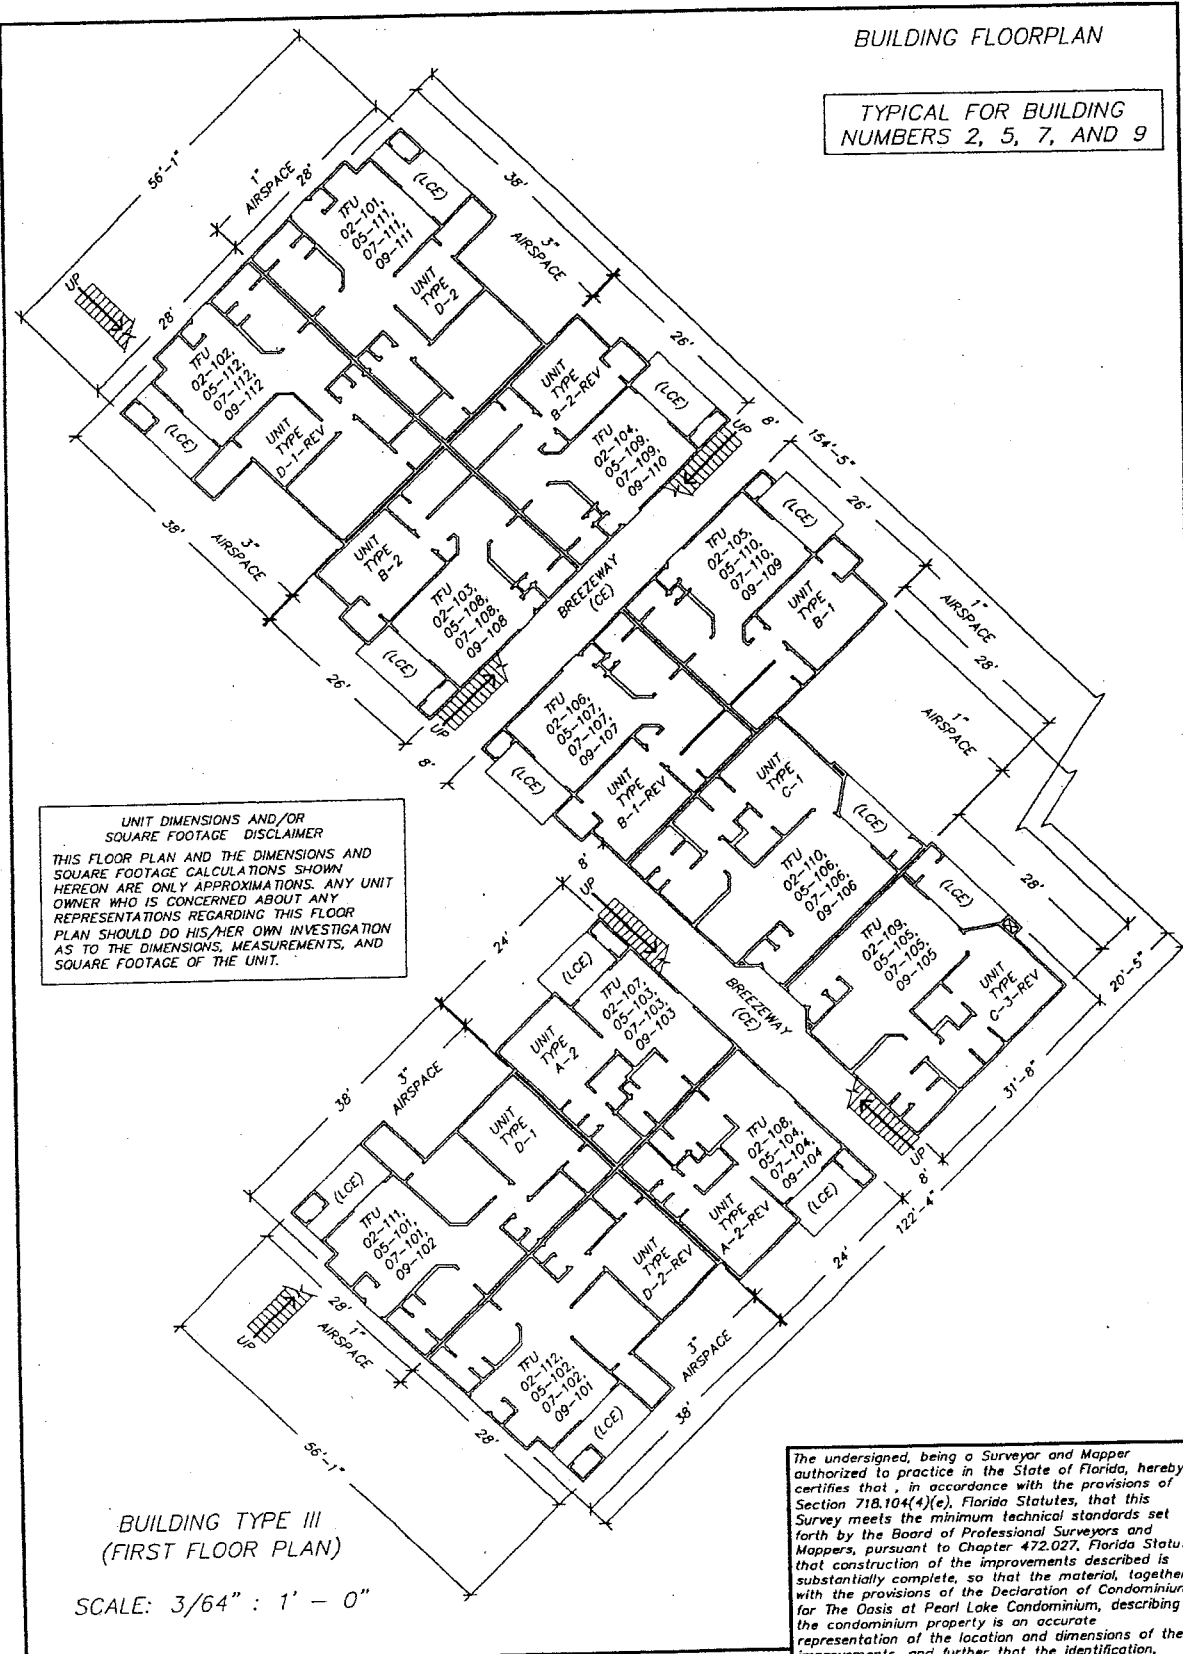 BUILDING FLOORPLAN
TYPICAL FOR BUILDING
NUMBERS 2, 5, 7, AND 9
56'-1"
1"
AIRSPACE
28'
38'
(LCE)
TFU
02-101,
05-111,
07-111,
09-111
UNIT
TYPE
D-2
3"
AIRSPACE
UP
28'
TFU
02-102,
05-112,
07-112,
09-112
(LCE)
UNIT
TYPE
D-1-REV
38'
3"
AIRSPACE
26'
UNIT
TYPE
B-2-REV
(LCE)
TFU
02-104,
05-109,
07-109,
09-110
UP
8'
154'-5"
UNIT
TYPE
B-2
TFU
02-103,
05-108,
07-108,
09-108
(LCE)
26'
UP
8'
BREEZEWAY
(CE)
26'
(LCE)
TFU
02-105,
05-110,
07-110,
09-109
UNIT
TYPE
B-1
1"
AIRSPACE
28'
TFU
02-106,
05-107,
07-107,
09-107
(LCE)
UNIT
TYPE
B-1-REV
1"
AIRSPACE
UNIT
TYPE
C-1
(LCE)
TFU
02-110,
05-106,
07-106,
09-106
28'
(LCE)
TFU
02-109,
05-105,
07-105,
09-105
UNIT
TYPE
C-3-REV
20'-5"
31'-8"
UNIT DIMENSIONS AND/OR
SQUARE FOOTAGE DISCLAIMER
THIS FLOOR PLAN AND THE DIMENSIONS AND
SQUARE FOOTAGE CALCULATIONS SHOWN
HEREON ARE ONLY APPROXIMATIONS. ANY UNIT
OWNER WHO IS CONCERNED ABOUT ANY
REPRESENTATIONS REGARDING THIS FLOOR
PLAN SHOULD DO HIS/HER OWN INVESTIGATION
AS TO THE DIMENSIONS, MEASUREMENTS, AND
SQUARE FOOTAGE OF THE UNIT.
8'
UP
24'
(LCE)
TFU
02-107,
05-103,
07-103,
09-103
UNIT
TYPE
A-2
BREEZEWAY
(CE)
38'
3"
AIRSPACE
UNIT
TYPE
D-1
TFU
02-108,
05-104,
07-104,
09-104
(LCE)
UNIT
TYPE
A-2-REV
UP
8'
122'-4"
24'
(LCE)
TFU
02-111,
05-101,
07-101,
09-102
UNIT
TYPE
D-2-REV
UP
28'
1"
AIRSPACE
TFU
02-112,
05-102,
07-102,
09-101
(LCE)
3"
AIRSPACE
38'
28'
56'-1"
BUILDING TYPE III
(FIRST FLOOR PLAN)
SCALE: 3/64" : 1' - 0"
The undersigned, being a Surveyor and Mapper
authorized to practice in the State of Florida, hereby
certifies that , in accordance with the provisions of
Section 718.104(4)(e), Florida Statutes, that this
Survey meets the minimum technical standards set
forth by the Board of Professional Surveyors and
Mappers, pursuant to Chapter 472.027, Florida Statu
that construction of the improvements described is
substantially complete, so that the material, together
with the provisions of the Declaration of Condominium
for The Oasis at Pearl Lake Condominium, describing
the condominium property is an accurate
representation of the location and dimensions of the
improvements, and further that the identification,